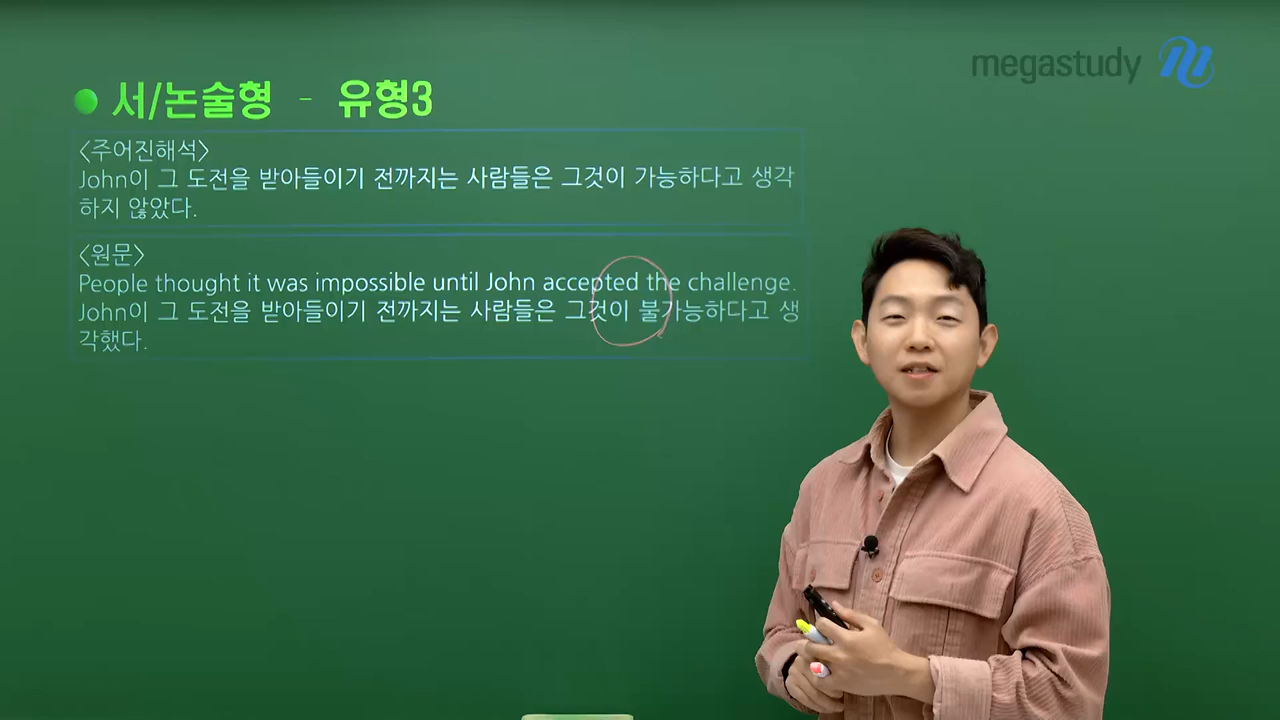 megastudy
서/논술형 - 유형3
<주어진해석>
John이 그 도전을 받아들이기 전까지는 사람들은 그것이 가능하다고 생각
하지 않았다.
<원문>
People thought it was impossible until John accepted the challenge.
John이 그 도전을 받아들이기 전까지는 사람들은 그것이 불가능하다고 생
각했다.